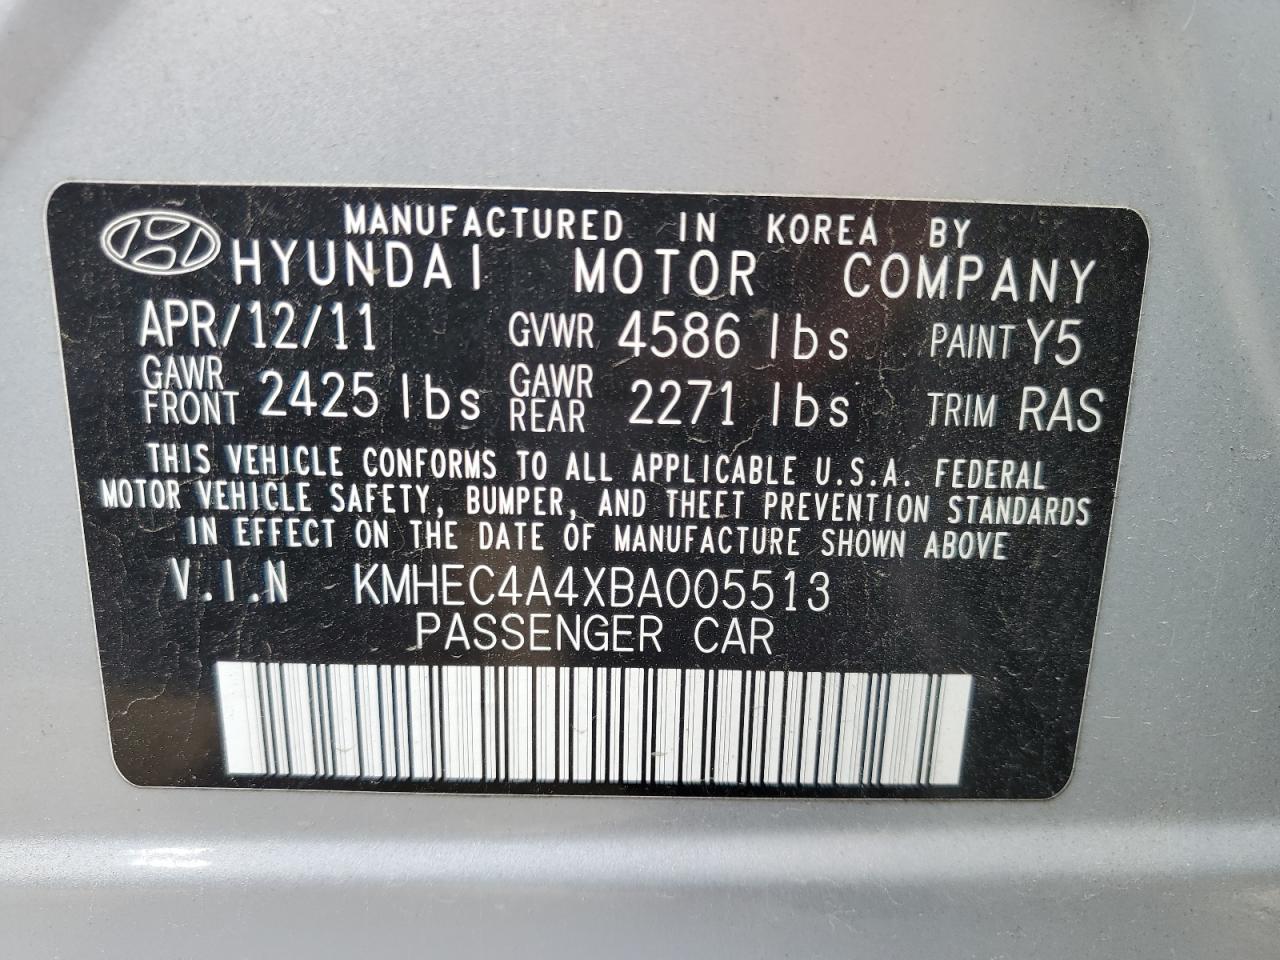 MANUFACTURED IN KOREA BY
HYUNDAI MOTOR COMPANY
APR/12/11 GVWR 4586 lbs PAINT Y5
GAWR FRONT 2425 lbs GAWR REAR 2271 lbs TRIM RAS
THIS VEHICLE CONFORMS TO ALL APPLICABLE U.S.A. FEDERAL
MOTOR VEHICLE SAFETY, BUMPER, AND THEFT PREVENTION STANDARDS
IN EFFECT ON THE DATE OF MANUFACTURE SHOWN ABOVE
V.I.N KMHEC4A4XBA005513
PASSENGER CAR